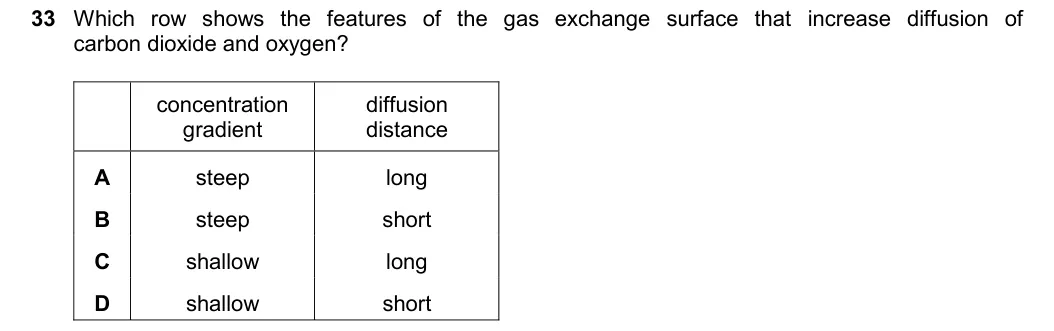 33 Which row shows the features of the gas exchange surface that increase diffusion of
carbon dioxide and oxygen?
concentration gradient diffusion distance
A steep long
B steep short
C shallow long
D shallow short